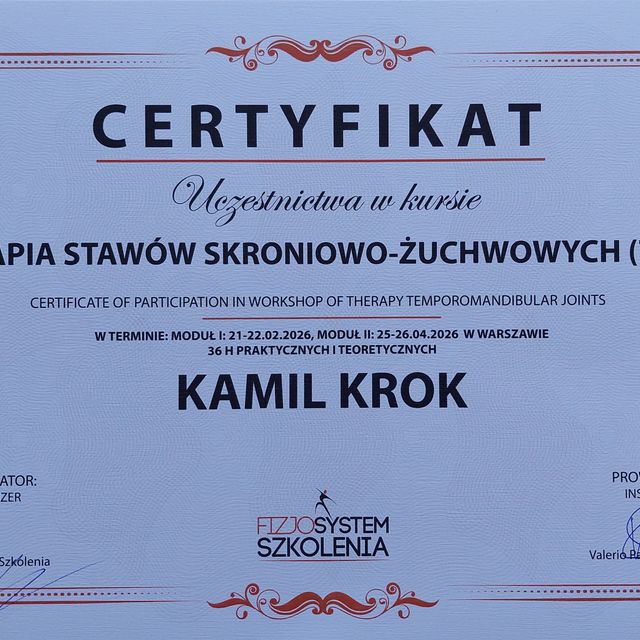 CERTYFIKAT
Uczestnictwa w kursie
APIA STAWÓW SKRONIOWO-ŻUCHWOWYCH (
CERTIFICATE OF PARTICIPATION IN WORKSHOP OF THERAPY TEMPOROMANDIBULAR JOINTS
W TERMINIE: MODUŁ I: 21-22.02.2026, MODUŁ II: 25-26.04.2026 W WARSZAWIE
36 H PRAKTYCZNYCH I TEORETYCZNYCH
KAMIL KROK
ATOR:
ZER
PROW
INS
FIZJOSYSTEM
SZKOLENIA
Szkolenia
Valerio